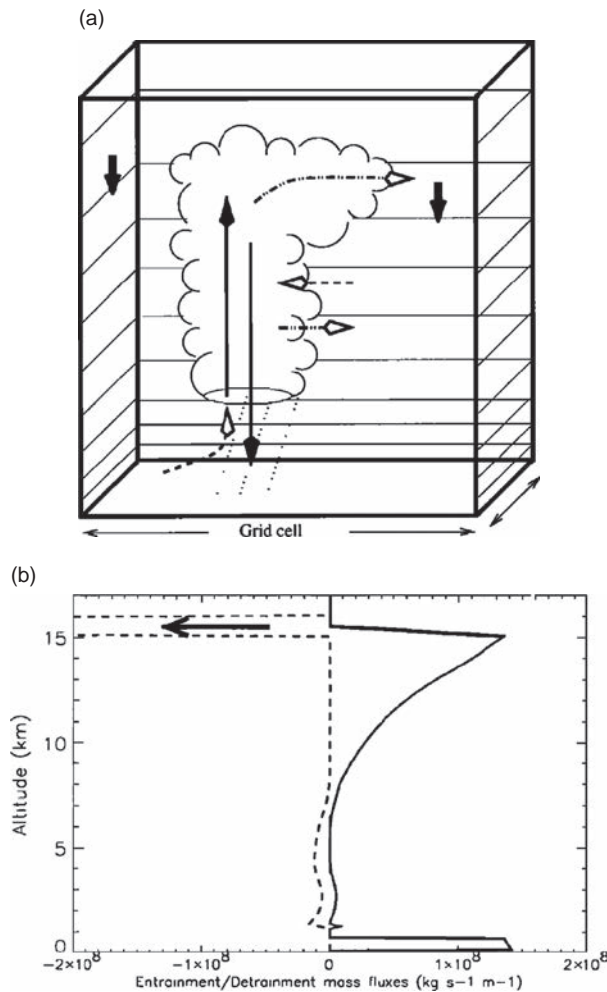 (a)
Grid cell
(b)
15
10
5
0
Altitude (km)
−2×10⁸ −1×10⁸ 0 1×10⁸ 2×10⁸
Entrainment/Detrainment mass fluxes (kg s−1 m−1)